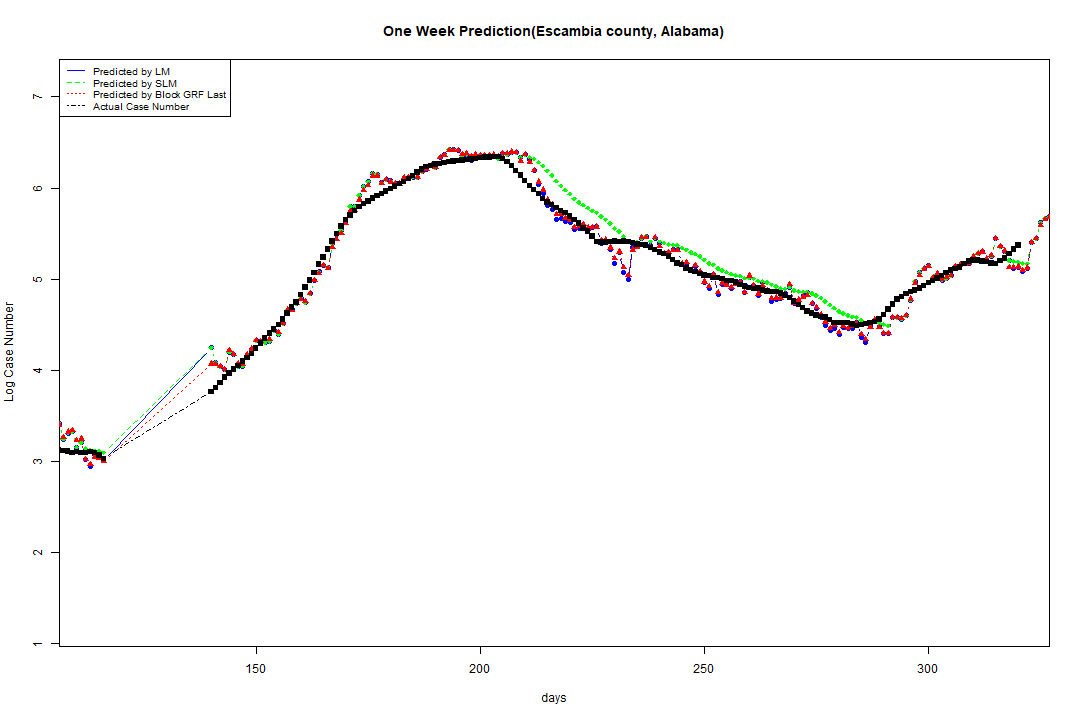 One Week Prediction(Escambia county, Alabama)
Predicted by LM
Predicted by SLM
Predicted by Block GRF Last
Actual Case Number
7
6
5
4
3
2
1
Log Case Number
150 200 250 300
days